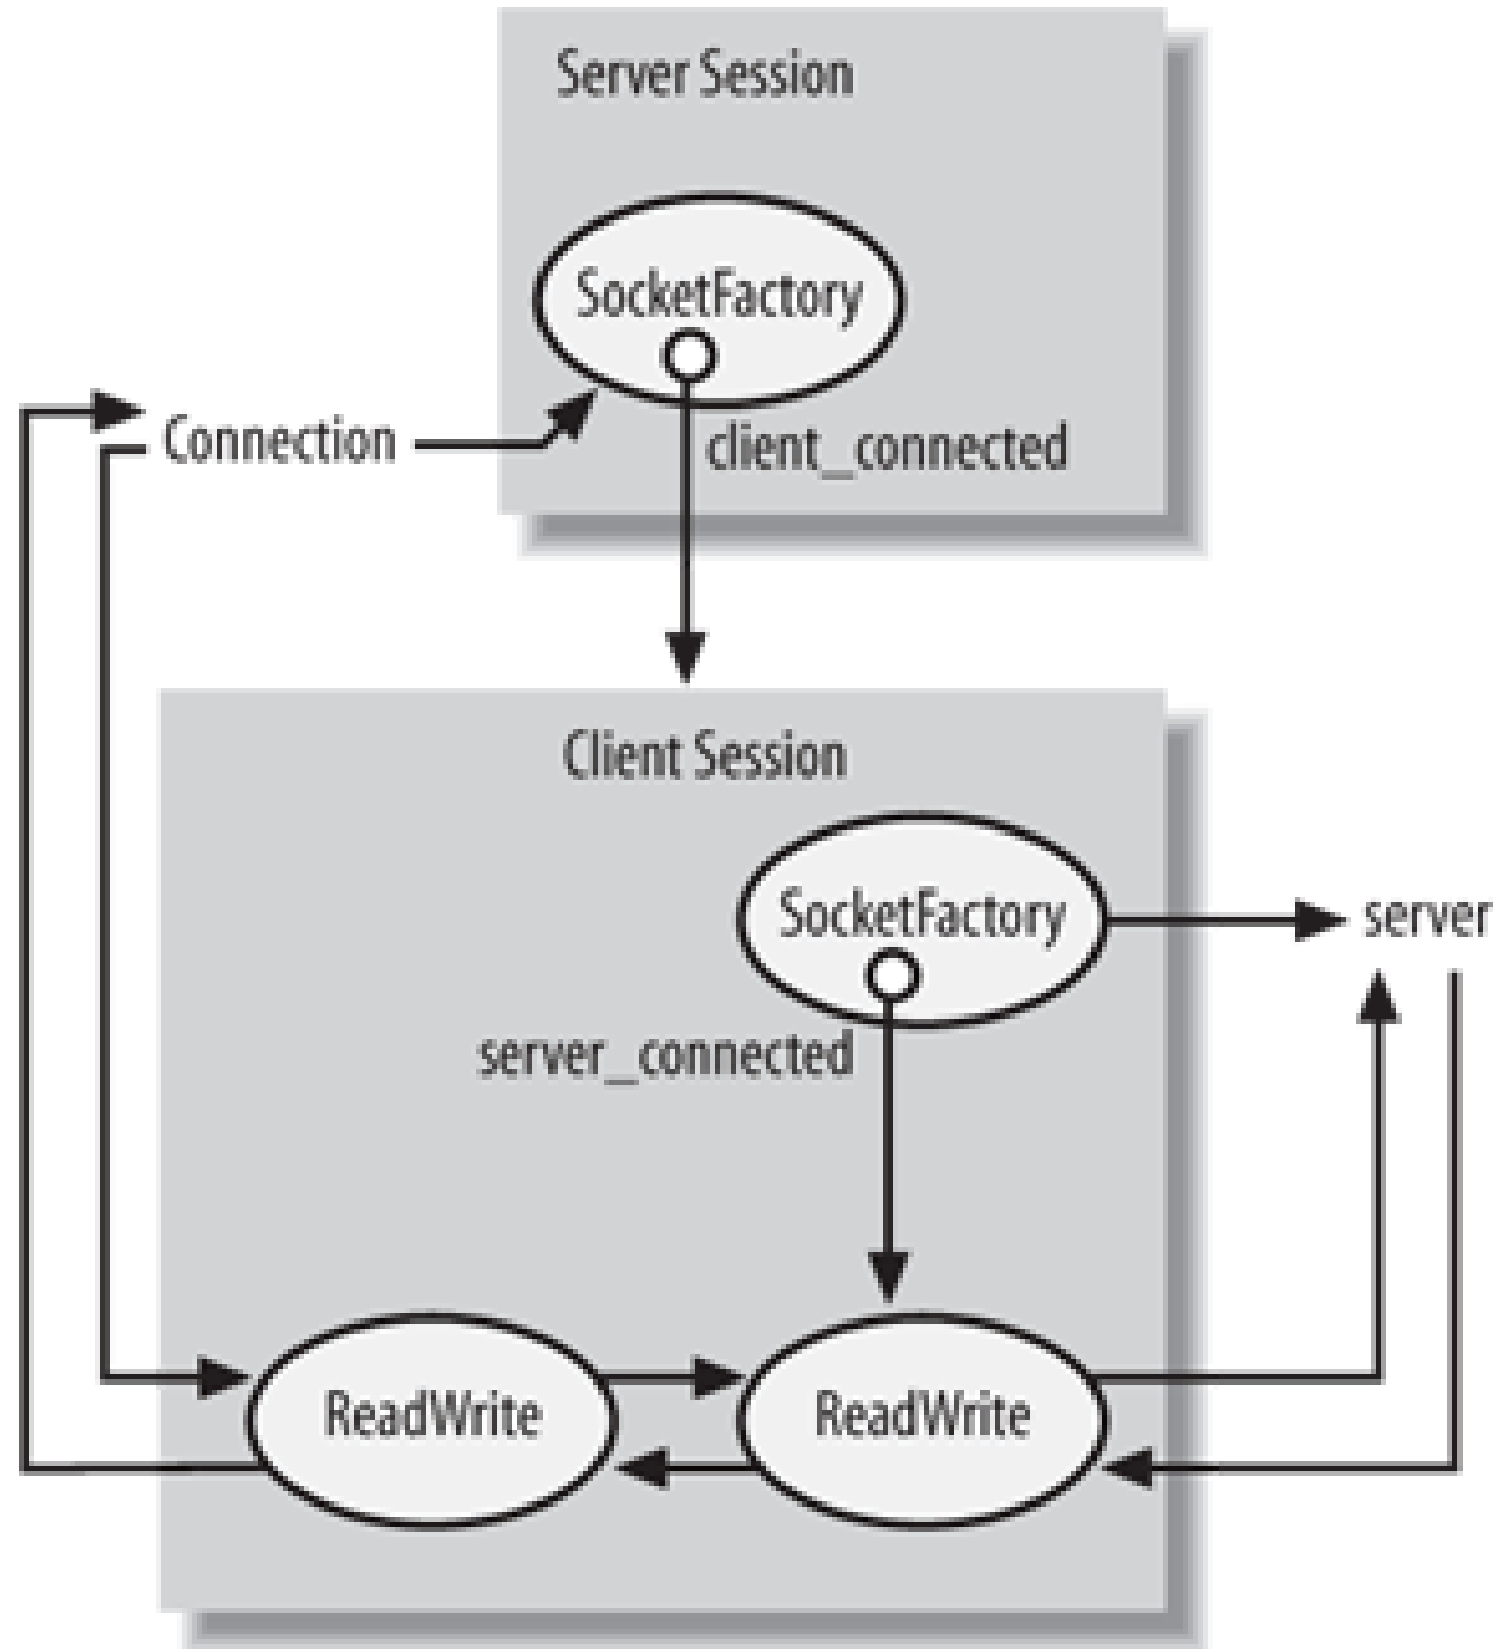 Server Session
SocketFactory
Connection
client_connected
Client Session
SocketFactory
server
server_connected
ReadWrite
ReadWrite